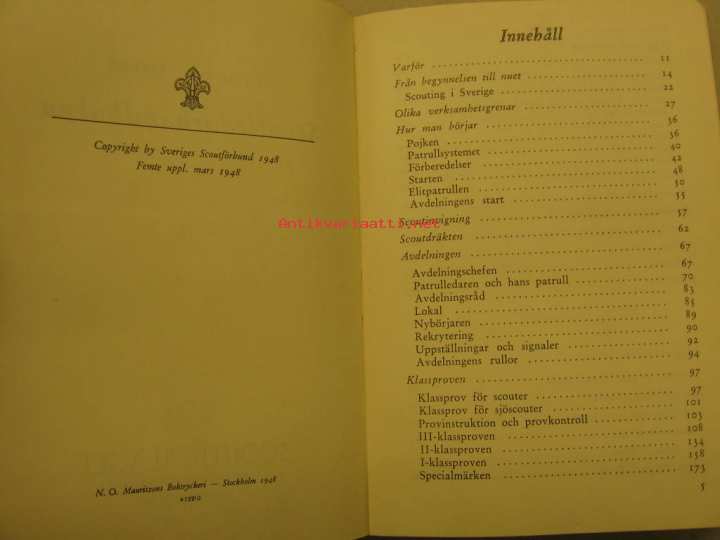 Copyright by Sveriges Scoutförbund 1948
Femte uppl. mars 1948
N. O. Mauritzons Boktryckeri — Stockholm 1948
Antikvariaatti.net
Innehåll
Varför 11
Från begynnelsen till nuet 14
Scouting i Sverige 22
Olika verksamhetsgrenar 27
Hur man börjar 36
Pojken 36
Patrullsystemet 40
Förberedelser 42
Starten 48
Elitpatrullen 50
Avdelningens start 55
Scoutinvigning 57
Scoutdräkten 62
Avdelningen 67
Avdelningschefen 67
Patrulledaren och hans patrull 70
Avdelningsråd 83
Lokal 85
Nybörjaren 89
Rekrytering 90
Uppställningar och signaler 92
Avdelningens rullor 94
Klassproven 97
Klassprov för scouter 97
Klassprov för sjöscouter 101
Provinstruktion och provkontroll 103
III-klassproven 108
II-klassproven 134
I-klassproven 158
Specialmärken 173
5